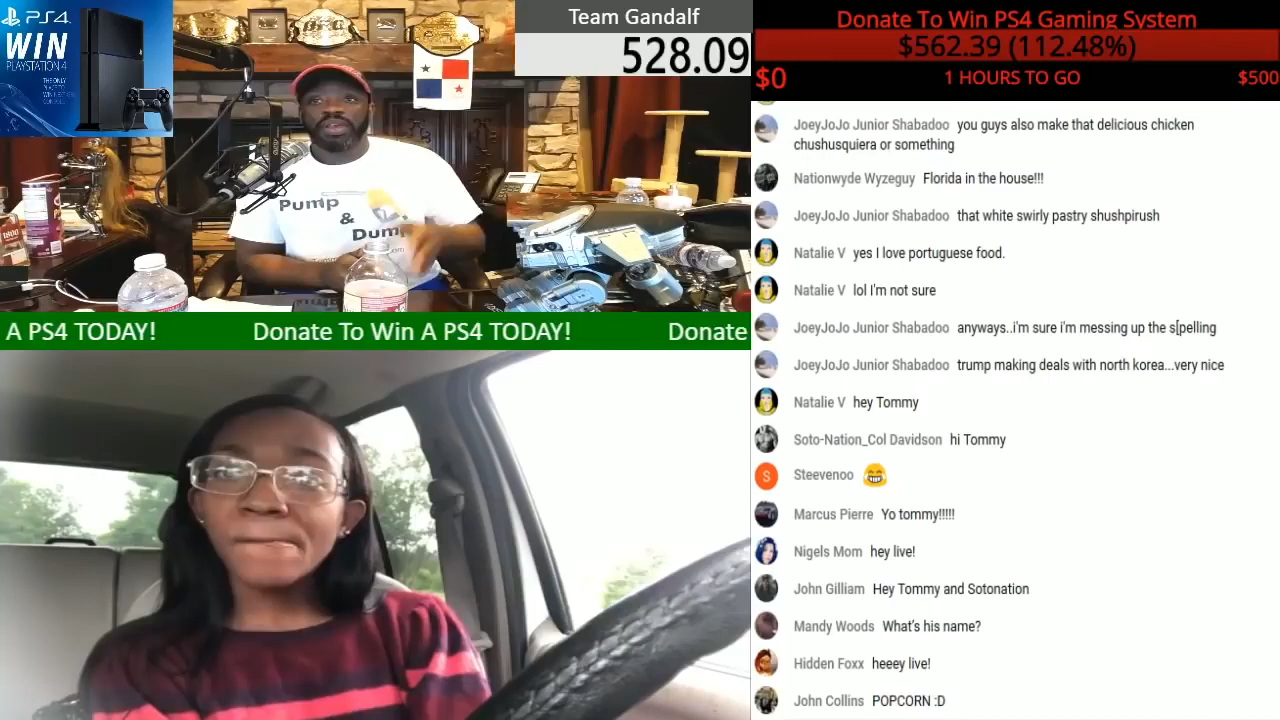 PS4
WIN
PLAYSTATION 4
Team Gandalf
528.09
Pump
&
Dump
A PS4 TODAY!
Donate To Win A PS4 TODAY!
Donate
Donate To Win PS4 Gaming System
$562.39 (112.48%)
$0
1 HOURS TO GO
$500
JoeyJoJo Junior Shabadoo you guys also make that delicious chicken
chushusquiera or something
Nationwyde Wyzeguy Florida in the house!!!
JoeyJoJo Junior Shabadoo that white swirly pastry shushpirush
Natalie V yes I love portuguese food.
Natalie V lol I'm not sure
JoeyJoJo Junior Shabadoo anyways..i'm sure i'm messing up the s[pelling
JoeyJoJo Junior Shabadoo trump making deals with north korea...very nice
Natalie V hey Tommy
Soto-Nation_Col Davidson hi Tommy
S
Steevenoo 😂
Marcus Pierre Yo tommy!!!!!
Nigels Mom hey live!
John Gilliam Hey Tommy and Sotonation
Mandy Woods What's his name?
Hidden Foxx heeey live!
John Collins POPCORN :D